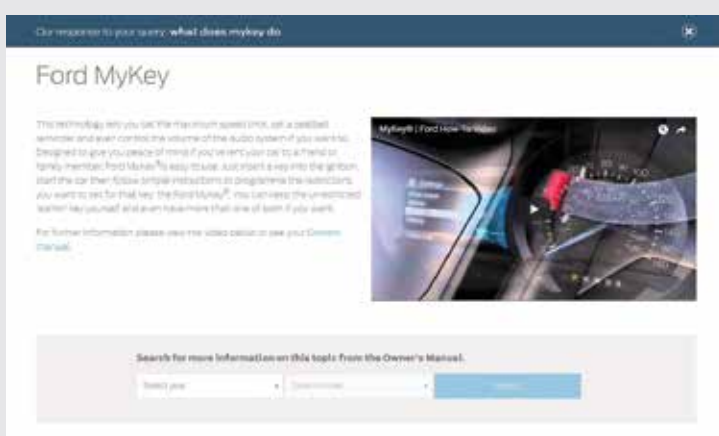 Our response to your query: what does mykey do
Ford MyKey
This technology lets you set the maximum speed limit, set a seatbelt
reminder and even control the volume of the audio system if you want to.
Designed to give you peace of mind if you've lent your car to a friend or
family member, Ford MyKey® is easy to use. Just insert a key into the ignition,
start the car then follow simple instructions to programme the restrictions
you want to set for that key: the Ford MyKey®. You can keep the unrestricted
'admin' key yourself and even have more than one of both if you want.
For further information please view the video below or see your Owners
manual.
MyKey® | Ford How-To Video
Search for more information on this topic from the Owner's Manual.
Select year